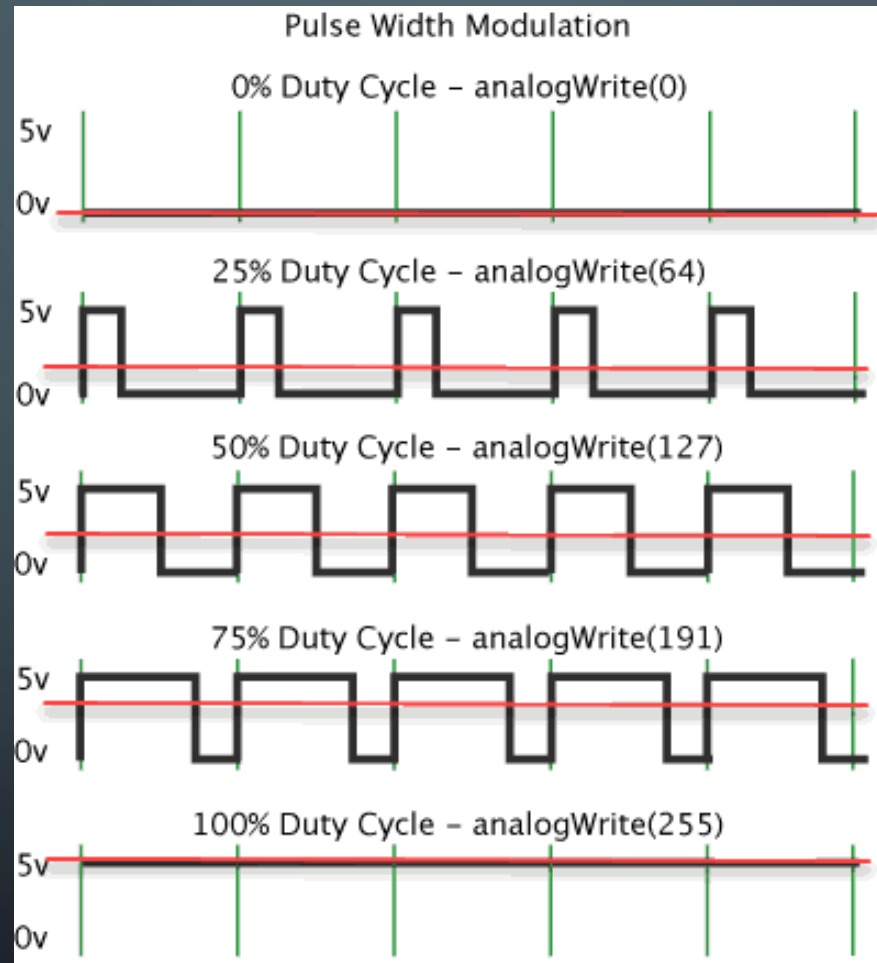 Pulse Width Modulation
0% Duty Cycle – analogWrite(0)
5v
0v
25% Duty Cycle – analogWrite(64)
5v
0v
50% Duty Cycle – analogWrite(127)
5v
0v
75% Duty Cycle – analogWrite(191)
5v
0v
100% Duty Cycle – analogWrite(255)
5v
0v